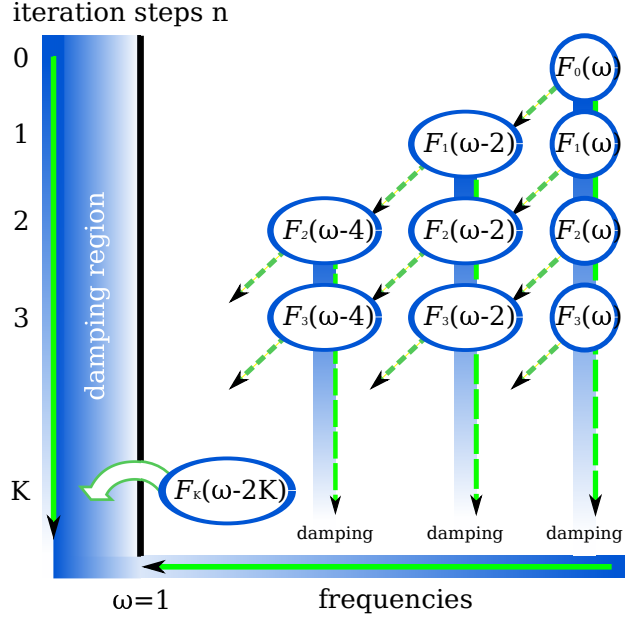 iteration steps n
0
F₀(ω)
1
F₁(ω-2)
F₁(ω)
2
F₂(ω-4)
F₂(ω-2)
F₂(ω)
3
F₃(ω-4)
F₃(ω-2)
F₃(ω)
damping region
K
F_K(ω-2K)
damping
damping
damping
ω=1
frequencies